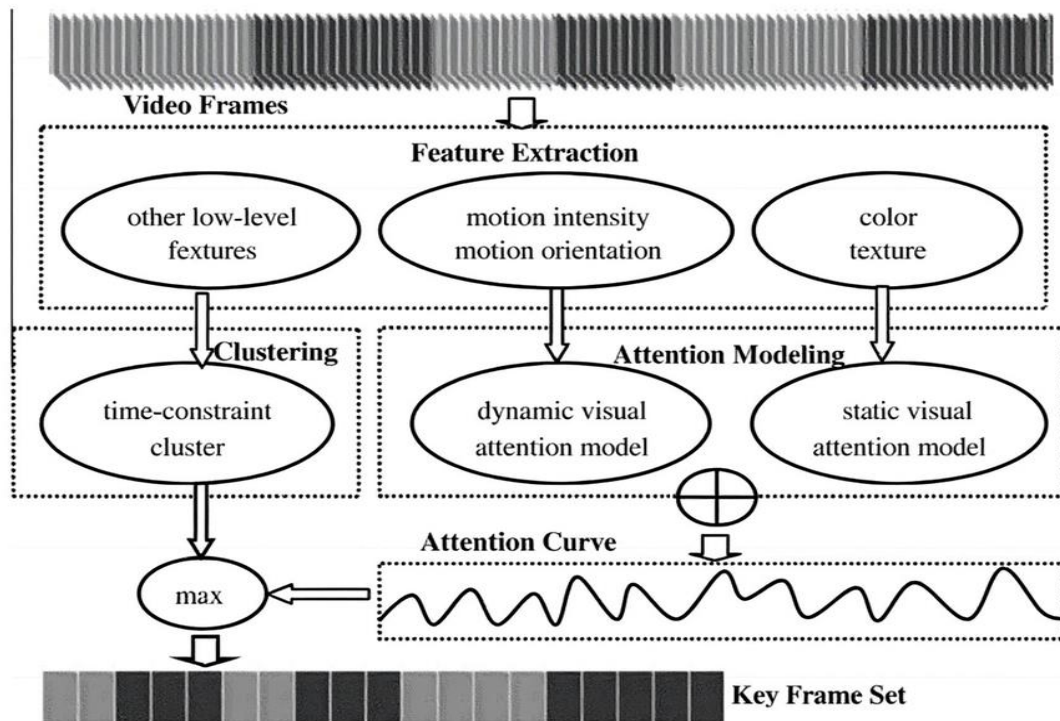 Video Frames
Feature Extraction
other low-level
fextures
motion intensity
motion orientation
color
texture
Clustering
Attention Modeling
time-constraint
cluster
dynamic visual
attention model
static visual
attention model
Attention Curve
max
Key Frame Set